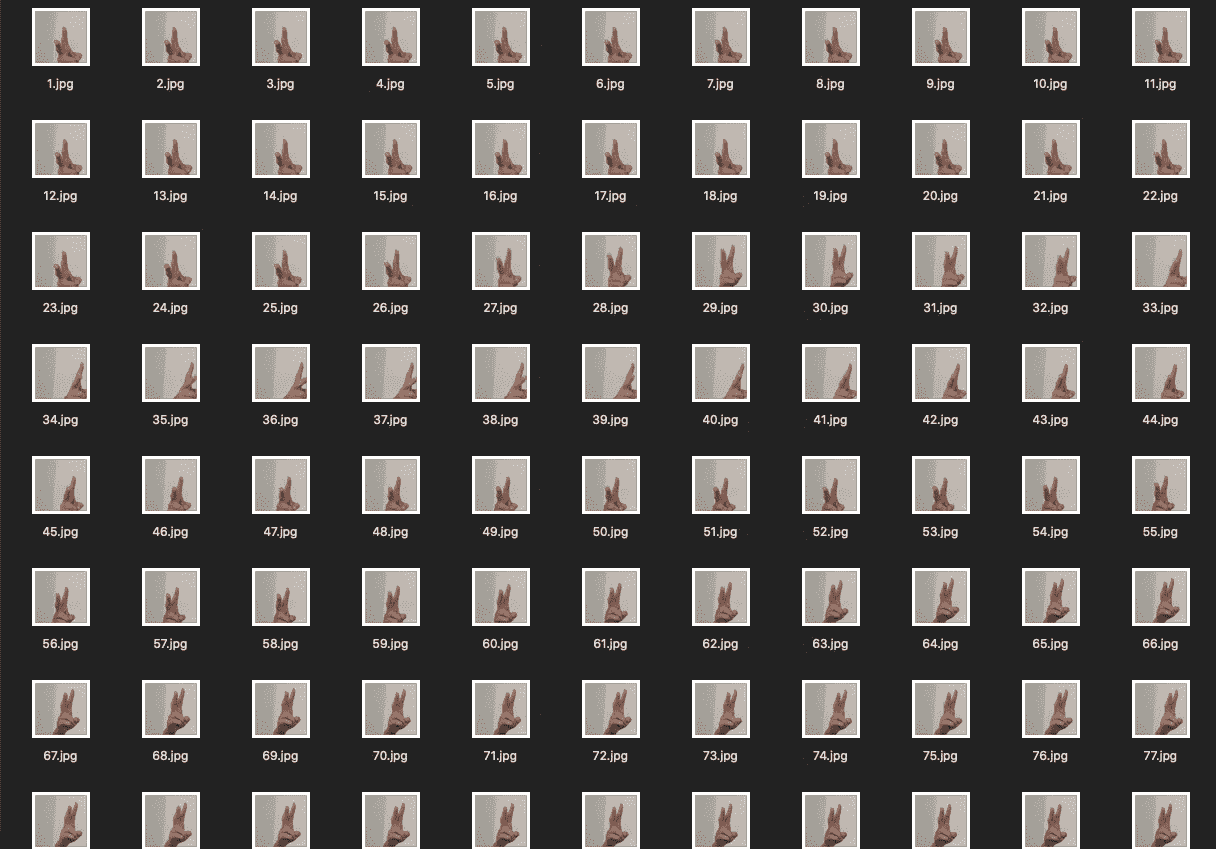 1.jpg 2.jpg 3.jpg 4.jpg 5.jpg 6.jpg 7.jpg 8.jpg 9.jpg 10.jpg 11.jpg
12.jpg 13.jpg 14.jpg 15.jpg 16.jpg 17.jpg 18.jpg 19.jpg 20.jpg 21.jpg 22.jpg
23.jpg 24.jpg 25.jpg 26.jpg 27.jpg 28.jpg 29.jpg 30.jpg 31.jpg 32.jpg 33.jpg
34.jpg 35.jpg 36.jpg 37.jpg 38.jpg 39.jpg 40.jpg 41.jpg 42.jpg 43.jpg 44.jpg
45.jpg 46.jpg 47.jpg 48.jpg 49.jpg 50.jpg 51.jpg 52.jpg 53.jpg 54.jpg 55.jpg
56.jpg 57.jpg 58.jpg 59.jpg 60.jpg 61.jpg 62.jpg 63.jpg 64.jpg 65.jpg 66.jpg
67.jpg 68.jpg 69.jpg 70.jpg 71.jpg 72.jpg 73.jpg 74.jpg 75.jpg 76.jpg 77.jpg